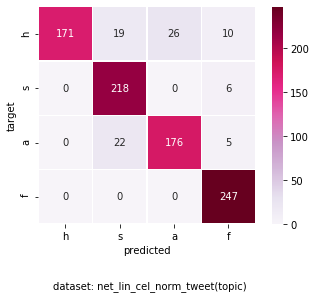 h 171 19 26 10
s 0 218 0 6
a 0 22 176 5
f 0 0 0 247
h s a f
target
predicted
200
150
100
50
0
dataset: net_lin_cel_norm_tweet(topic)